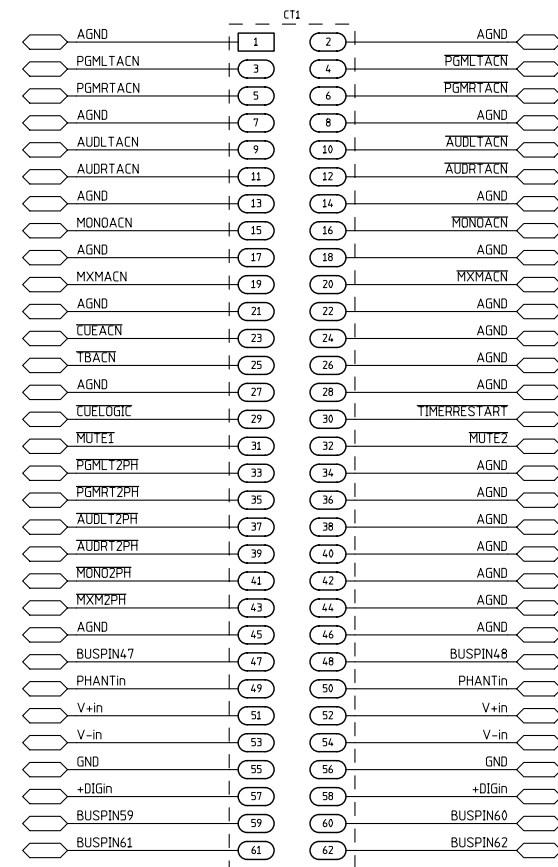 CT1
AGND 1 2 AGND
PGMLTACN 3 4 PGMLTACN
PGMRTACN 5 6 PGMRTACN
AGND 7 8 AGND
AUDLTACN 9 10 AUDLTACN
AUDRTACN 11 12 AUDRTACN
AGND 13 14 AGND
MONOACN 15 16 MONOACN
AGND 17 18 AGND
MXMACN 19 20 MXMACN
AGND 21 22 AGND
CUEACN 23 24 AGND
TBACN 25 26 AGND
AGND 27 28 AGND
CUELOGIC 29 30 TIMERRESTART
MUTE1 31 32 MUTE2
PGMLT2PH 33 34 AGND
PGMRT2PH 35 36 AGND
AUDLT2PH 37 38 AGND
AUDRT2PH 39 40 AGND
MONO2PH 41 42 AGND
MXM2PH 43 44 AGND
AGND 45 46 AGND
BUSPIN47 47 48 BUSPIN48
PHANTin 49 50 PHANTin
V+in 51 52 V+in
V-in 53 54 V-in
GND 55 56 GND
+DIGin 57 58 +DIGin
BUSPIN59 59 60 BUSPIN60
BUSPIN61 61 62 BUSPIN62